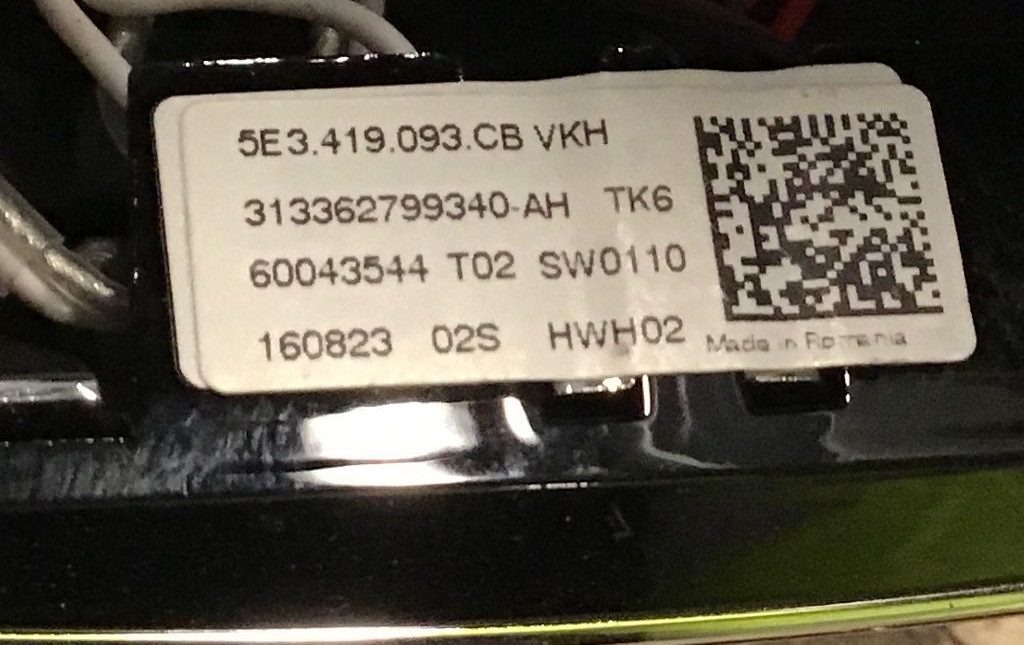 5E3.419.093.CB VKH
313362799340-AH TK6
60043544 T02 SW0110
160823 02S HWH02
Made in Romania